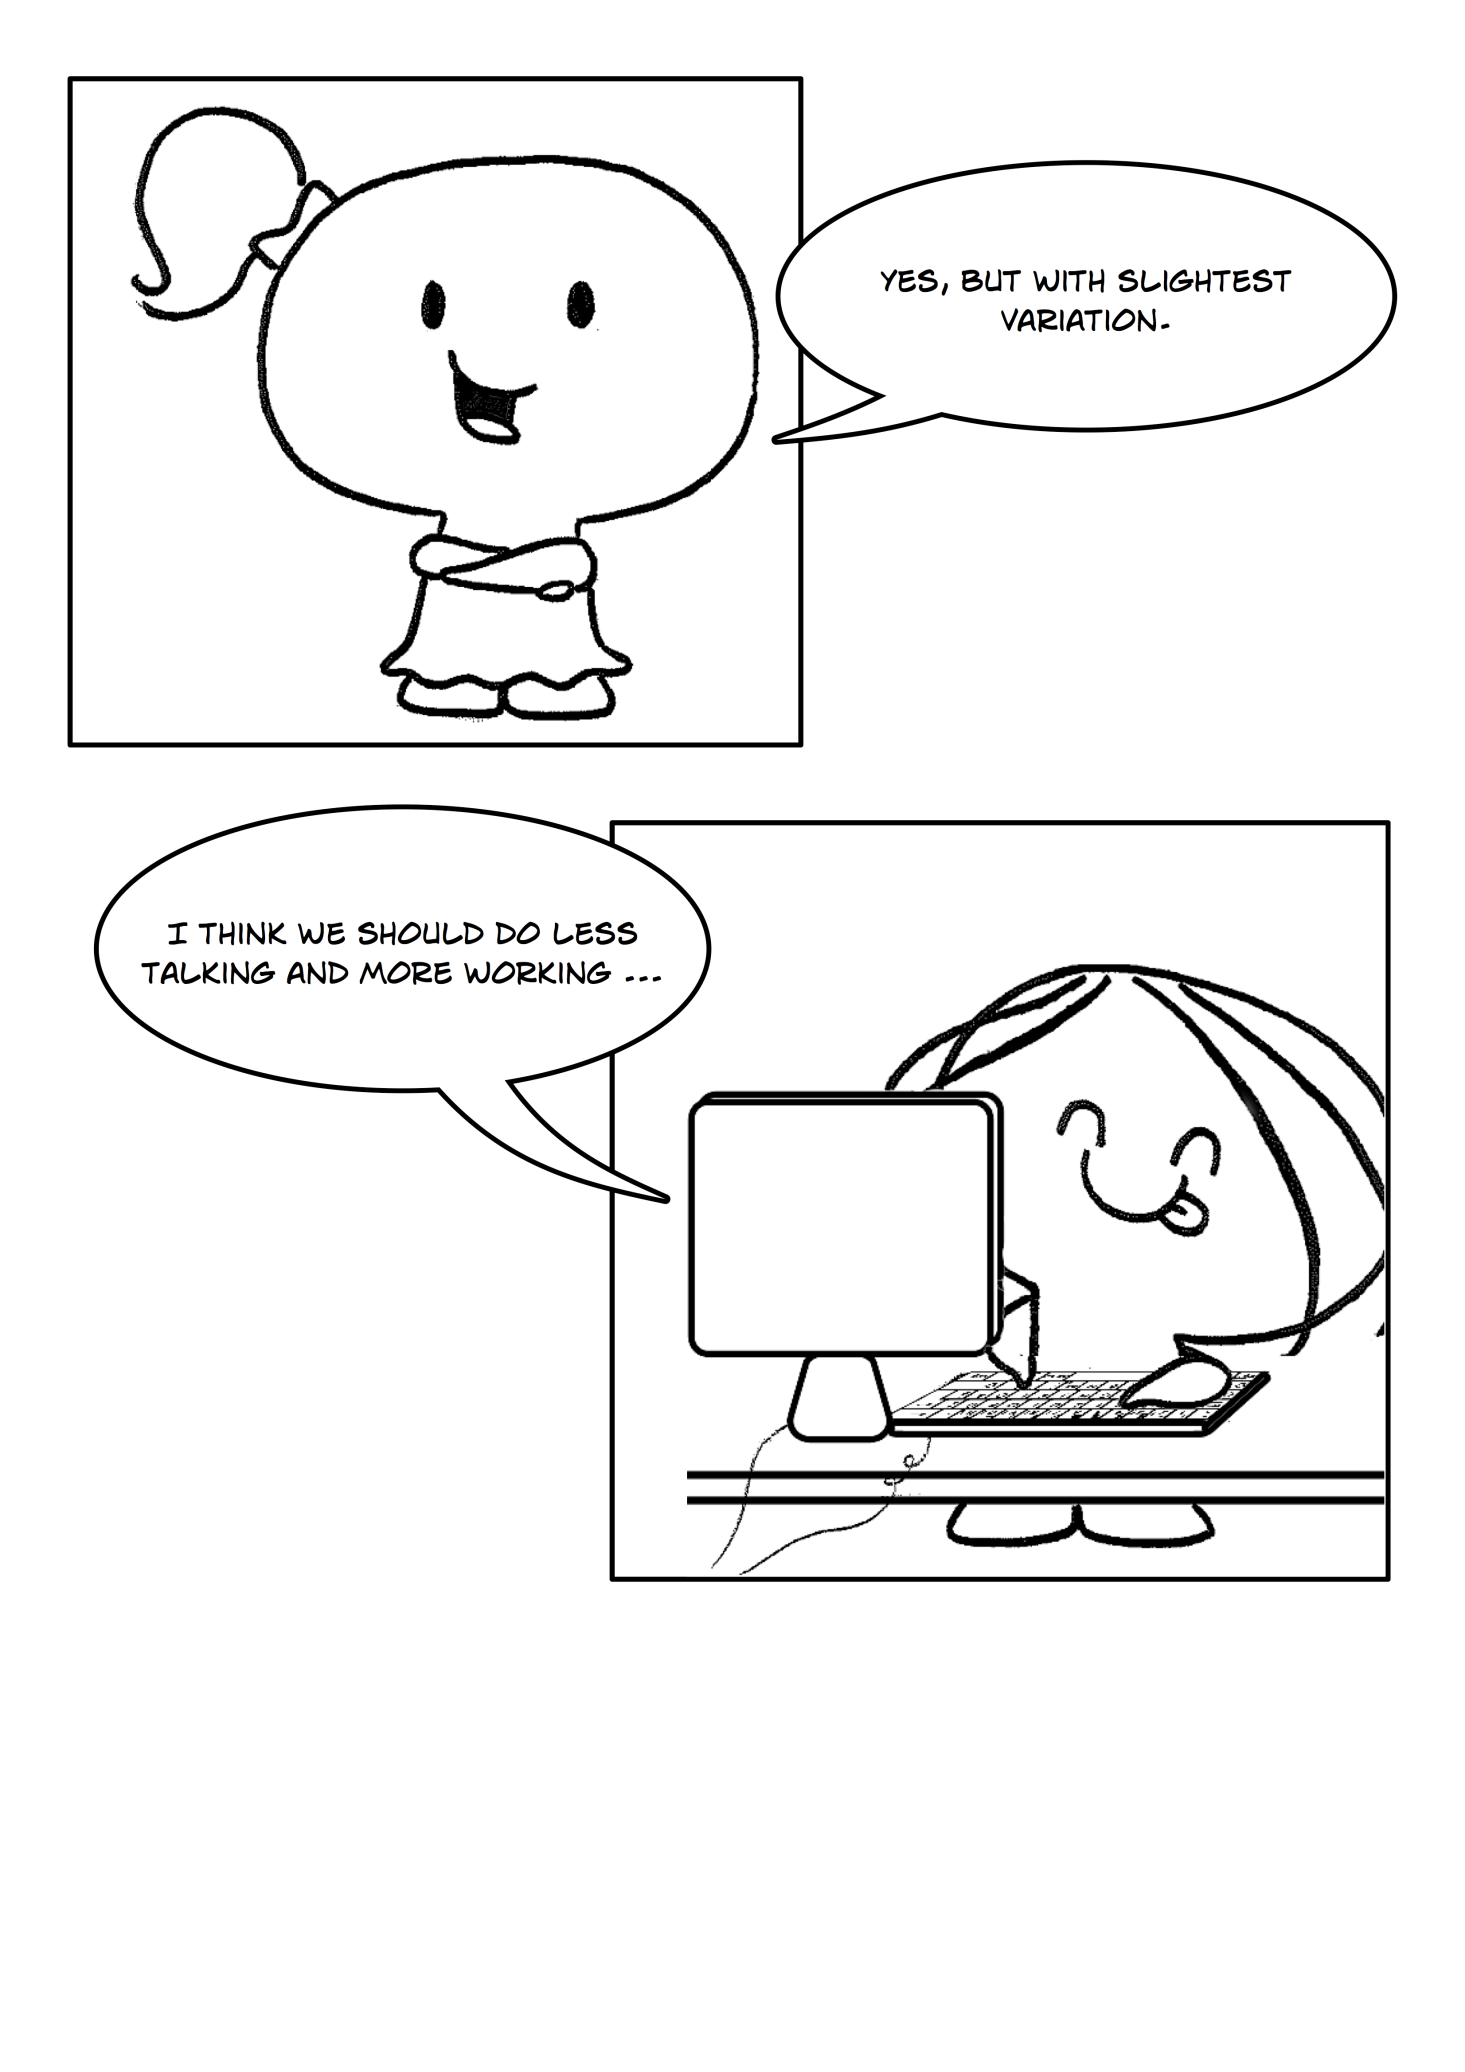 YES, BUT WITH SLIGHTEST
VARIATION.
I THINK WE SHOULD DO LESS
TALKING AND MORE WORKING ...